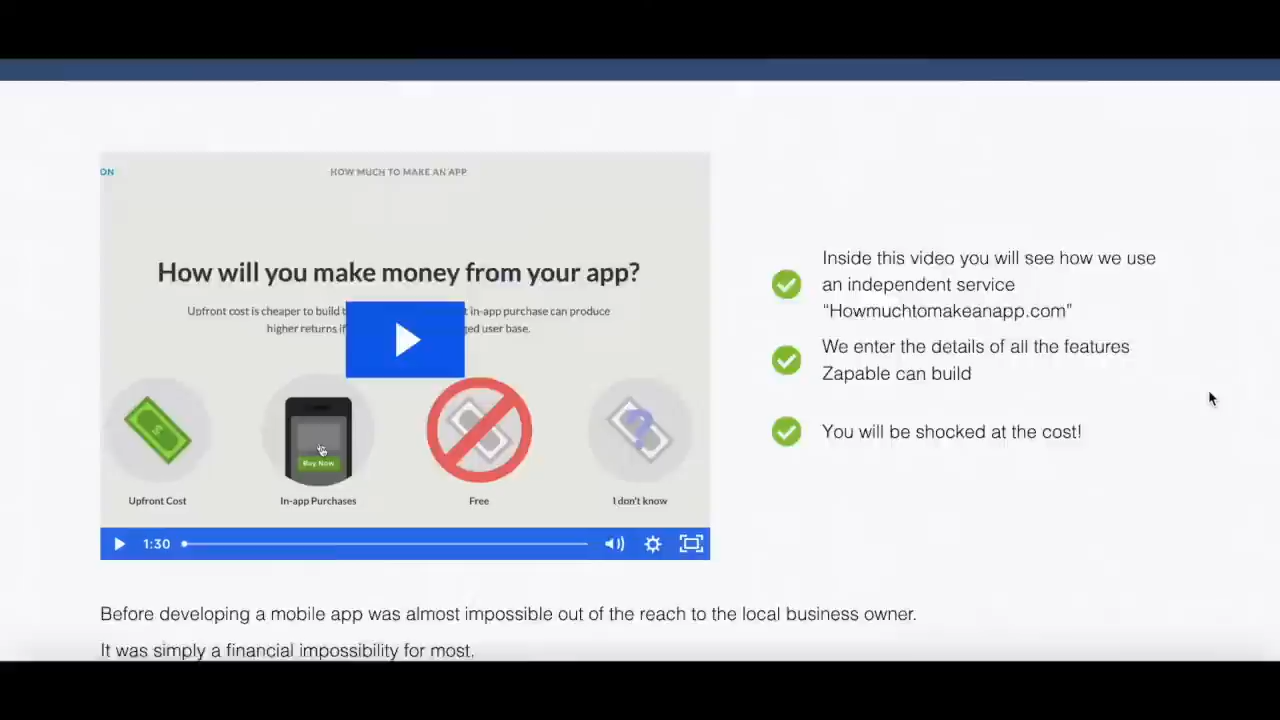 ON
HOW MUCH TO MAKE AN APP
How will you make money from your app?
Upfront cost is cheaper to build in-app purchase can produce
higher returns if ged user base.
Buy Now
Upfront Cost
In-app Purchases
Free
I don't know
1:30
Inside this video you will see how we use
an independent service
“Howmuchtomakeanapp.com”
We enter the details of all the features
Zapable can build
You will be shocked at the cost!
Before developing a mobile app was almost impossible out of the reach to the local business owner.
It was simply a financial impossibility for most.